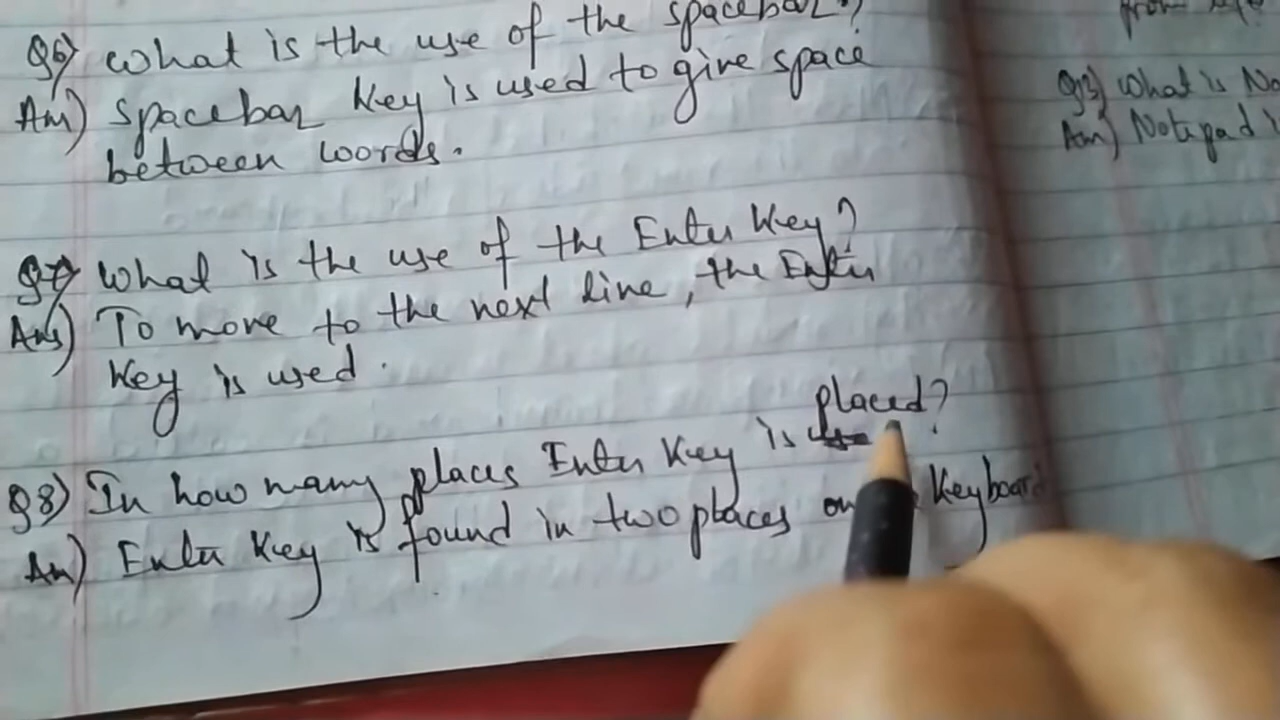 Q6) What is the use of the spacebar?
Ans) Spacebar Key is used to give space
between words.
Q7) What is the use of the Enter Key?
Ans) To move to the next line, the Enter
Key is used.
placed?
Q8) In how many places Enter Key is
Ans) Enter Key is found in two places on Keyboard
from
Q3) What is No
Ans) Notepad i